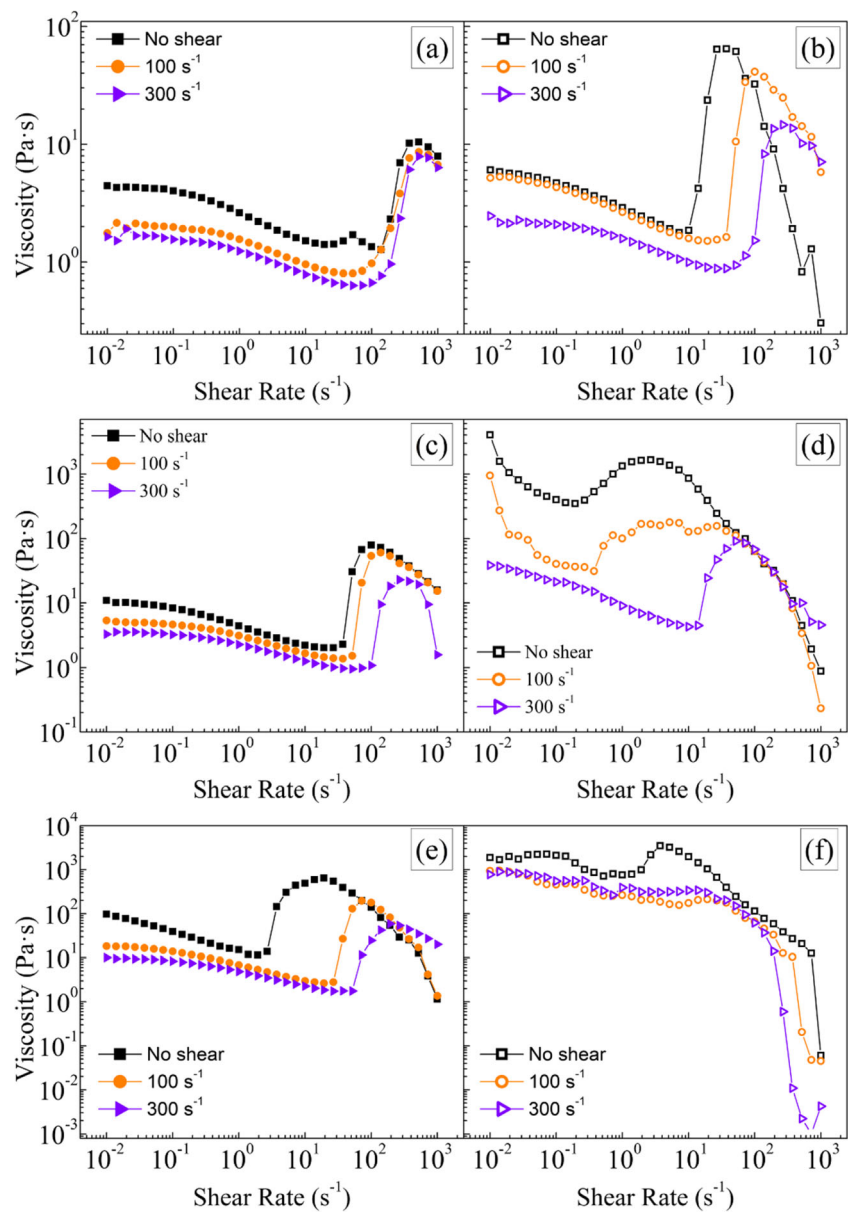 (a)
No shear
100 s⁻¹
300 s⁻¹
(b)
No shear
100 s⁻¹
300 s⁻¹
Viscosity (Pa·s)
10²
10¹
10⁰
10⁻² 10⁻¹ 10⁰ 10¹ 10² 10³
10⁻² 10⁻¹ 10⁰ 10¹ 10² 10³
Shear Rate (s⁻¹)
Shear Rate (s⁻¹)
(c)
No shear
100 s⁻¹
300 s⁻¹
(d)
No shear
100 s⁻¹
300 s⁻¹
Viscosity (Pa·s)
10³
10²
10¹
10⁰
10⁻¹
10⁻² 10⁻¹ 10⁰ 10¹ 10² 10³
10⁻² 10⁻¹ 10⁰ 10¹ 10² 10³
Shear Rate (s⁻¹)
Shear Rate (s⁻¹)
(e)
No shear
100 s⁻¹
300 s⁻¹
(f)
No shear
100 s⁻¹
300 s⁻¹
Viscosity (Pa·s)
10⁴
10³
10²
10¹
10⁰
10⁻¹
10⁻²
10⁻³
10⁻² 10⁻¹ 10⁰ 10¹ 10² 10³
10⁻² 10⁻¹ 10⁰ 10¹ 10² 10³
Shear Rate (s⁻¹)
Shear Rate (s⁻¹)